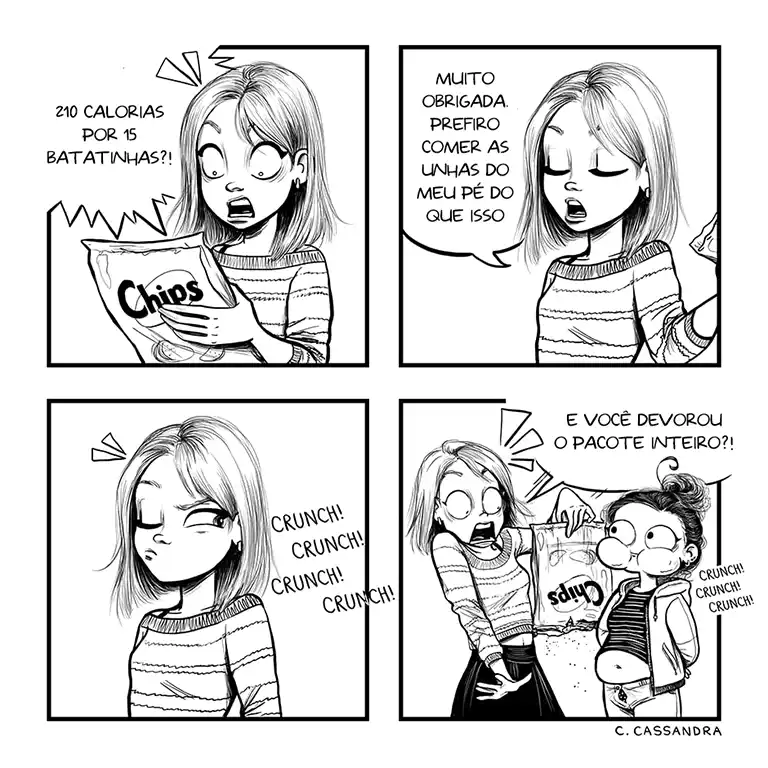 210 CALORIAS
POR 15
BATATINHAS?!
Chips
MUITO
OBRIGADA.
PREFIRO
COMER AS
UNHAS DO
MEU PÉ DO
QUE ISSO
CRUNCH!
CRUNCH!
CRUNCH!
CRUNCH!
E VOCÊ DEVOROU
O PACOTE INTEIRO?!
Chips
CRUNCH!
CRUNCH!
CRUNCH!
C. CASSANDRA